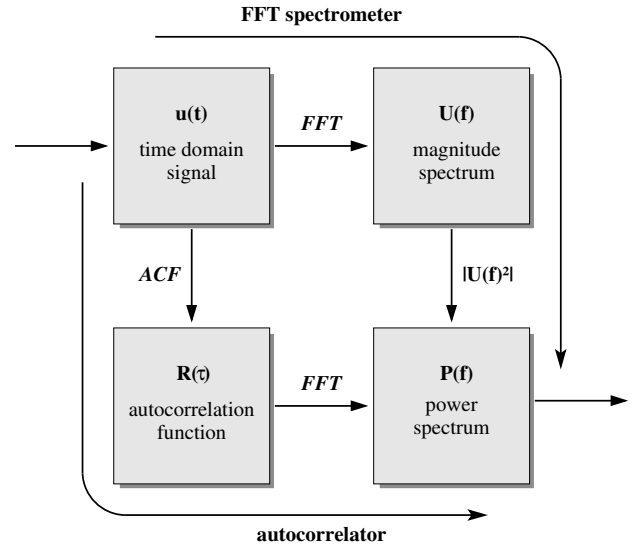 FFT spectrometer
u(t)
time domain
signal
FFT
U(f)
magnitude
spectrum
ACF
|U(f)²|
R(τ)
autocorrelation
function
FFT
P(f)
power
spectrum
autocorrelator